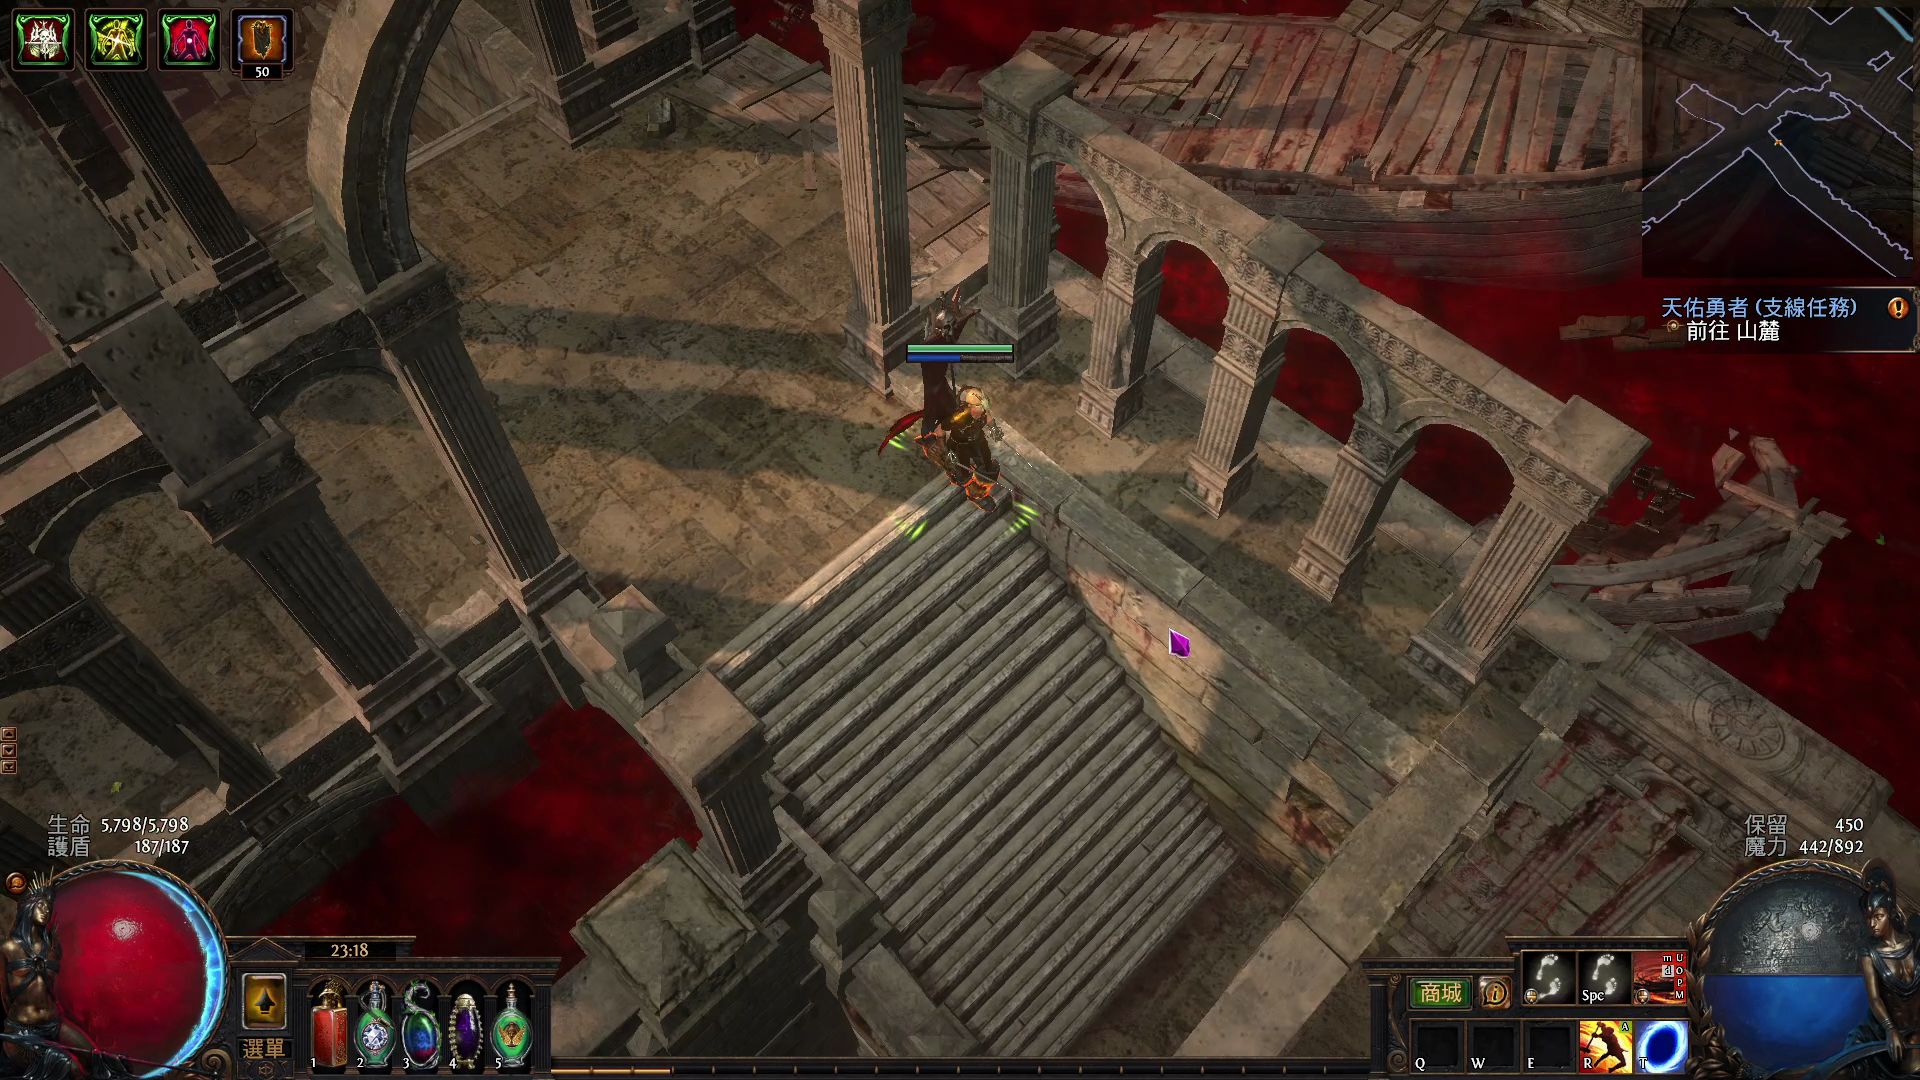 50
天佑勇者 (支線任務)
前往 山麓
生命 5,798/5,798
護盾 187/187
保留 450
魔力 442/892
23:18
選單
1 2 3 4 5
商城
Spc
m U
d O
P
M
Q W E R A T